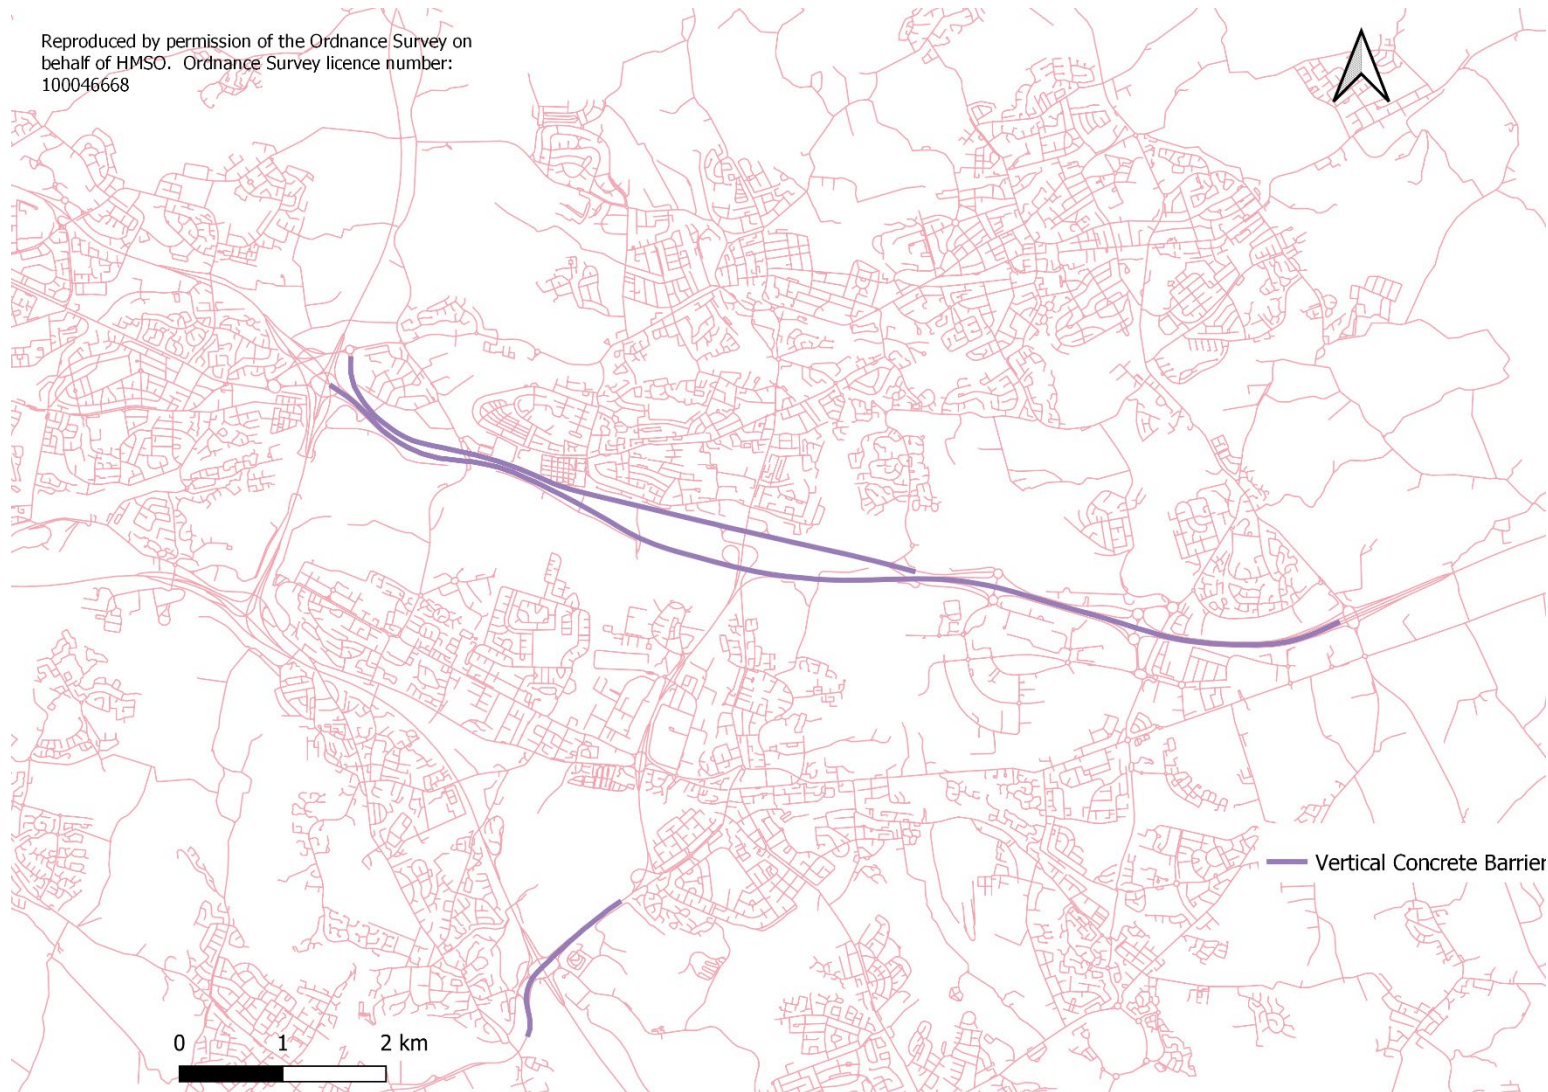 Reproduced by permission of the Ordnance Survey on
behalf of HMSO.  Ordnance Survey licence number:
100046668
Vertical Concrete Barrier
0 1 2 km